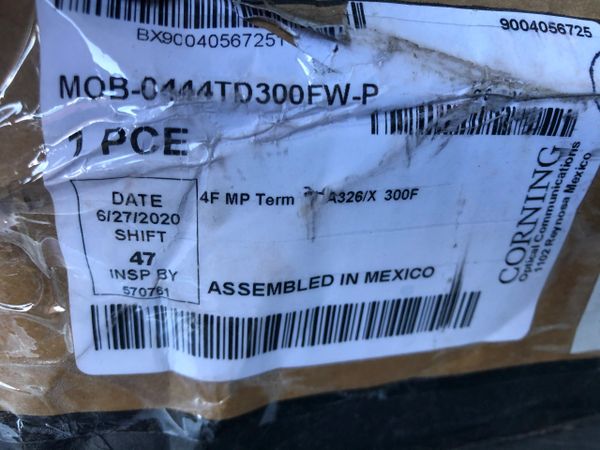 BX90040567251
9004056725
MOB-0444TD300FW-P
1 PCE
DATE
6/27/2020
SHIFT
47
INSP BY
570761
4F MP Term A326/X 300F
ASSEMBLED IN MEXICO
CORNING
Optical Communications
1102 Reynosa Mexico